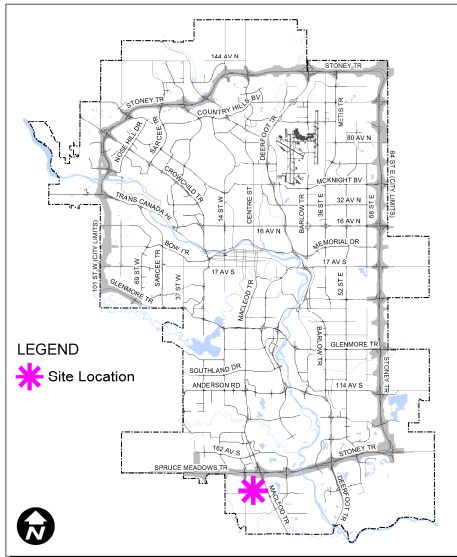 144 AV N
STONEY TR
STONEY TR
COUNTRY HILLS BV
DEERFOOT TR
METIS TR
NOSE HILL DR
SARCEE TR
80 AV N
84 ST E (CITY LIMITS)
CROWCHILD TR
MCKNIGHT BV
TRANS CANADA HI
14 ST W
CENTRE ST
BARLOW TR
36 ST E
32 AV N
68 ST E
16 AV N
16 AV N
101 ST W (CITY LIMITS)
BOW TR
MEMORIAL DR
69 ST W
SARCEE TR
37 ST W
17 AV S
17 AV S
52 ST E
GLENMORE TR
MACLEOD TR
BARLOW TR
GLENMORE TR
LEGEND
Site Location
SOUTHLAND DR
ANDERSON RD
114 AV S
STONEY TR
162 AV S
STONEY TR
SPRUCE MEADOWS TR
MACLEOD TR
DEERFOOT TR
N